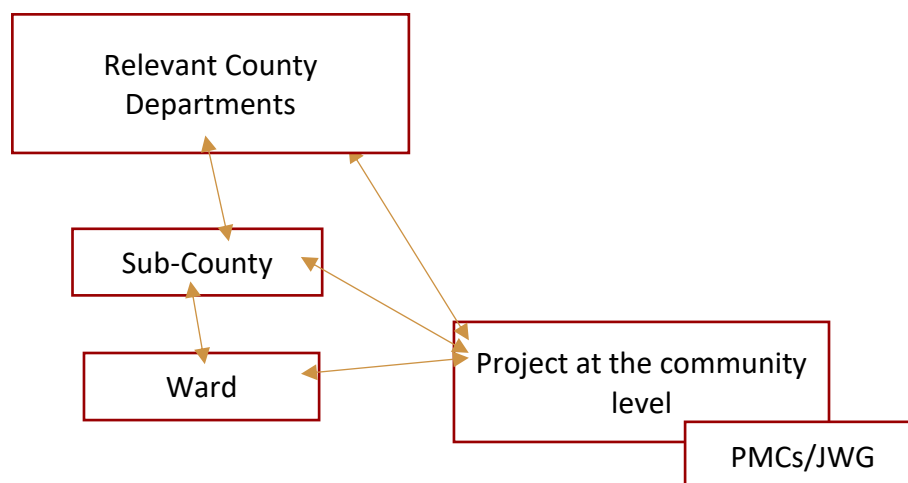 Relevant County
Departments
Sub-County
Ward
Project at the community
level
PMCs/JWG